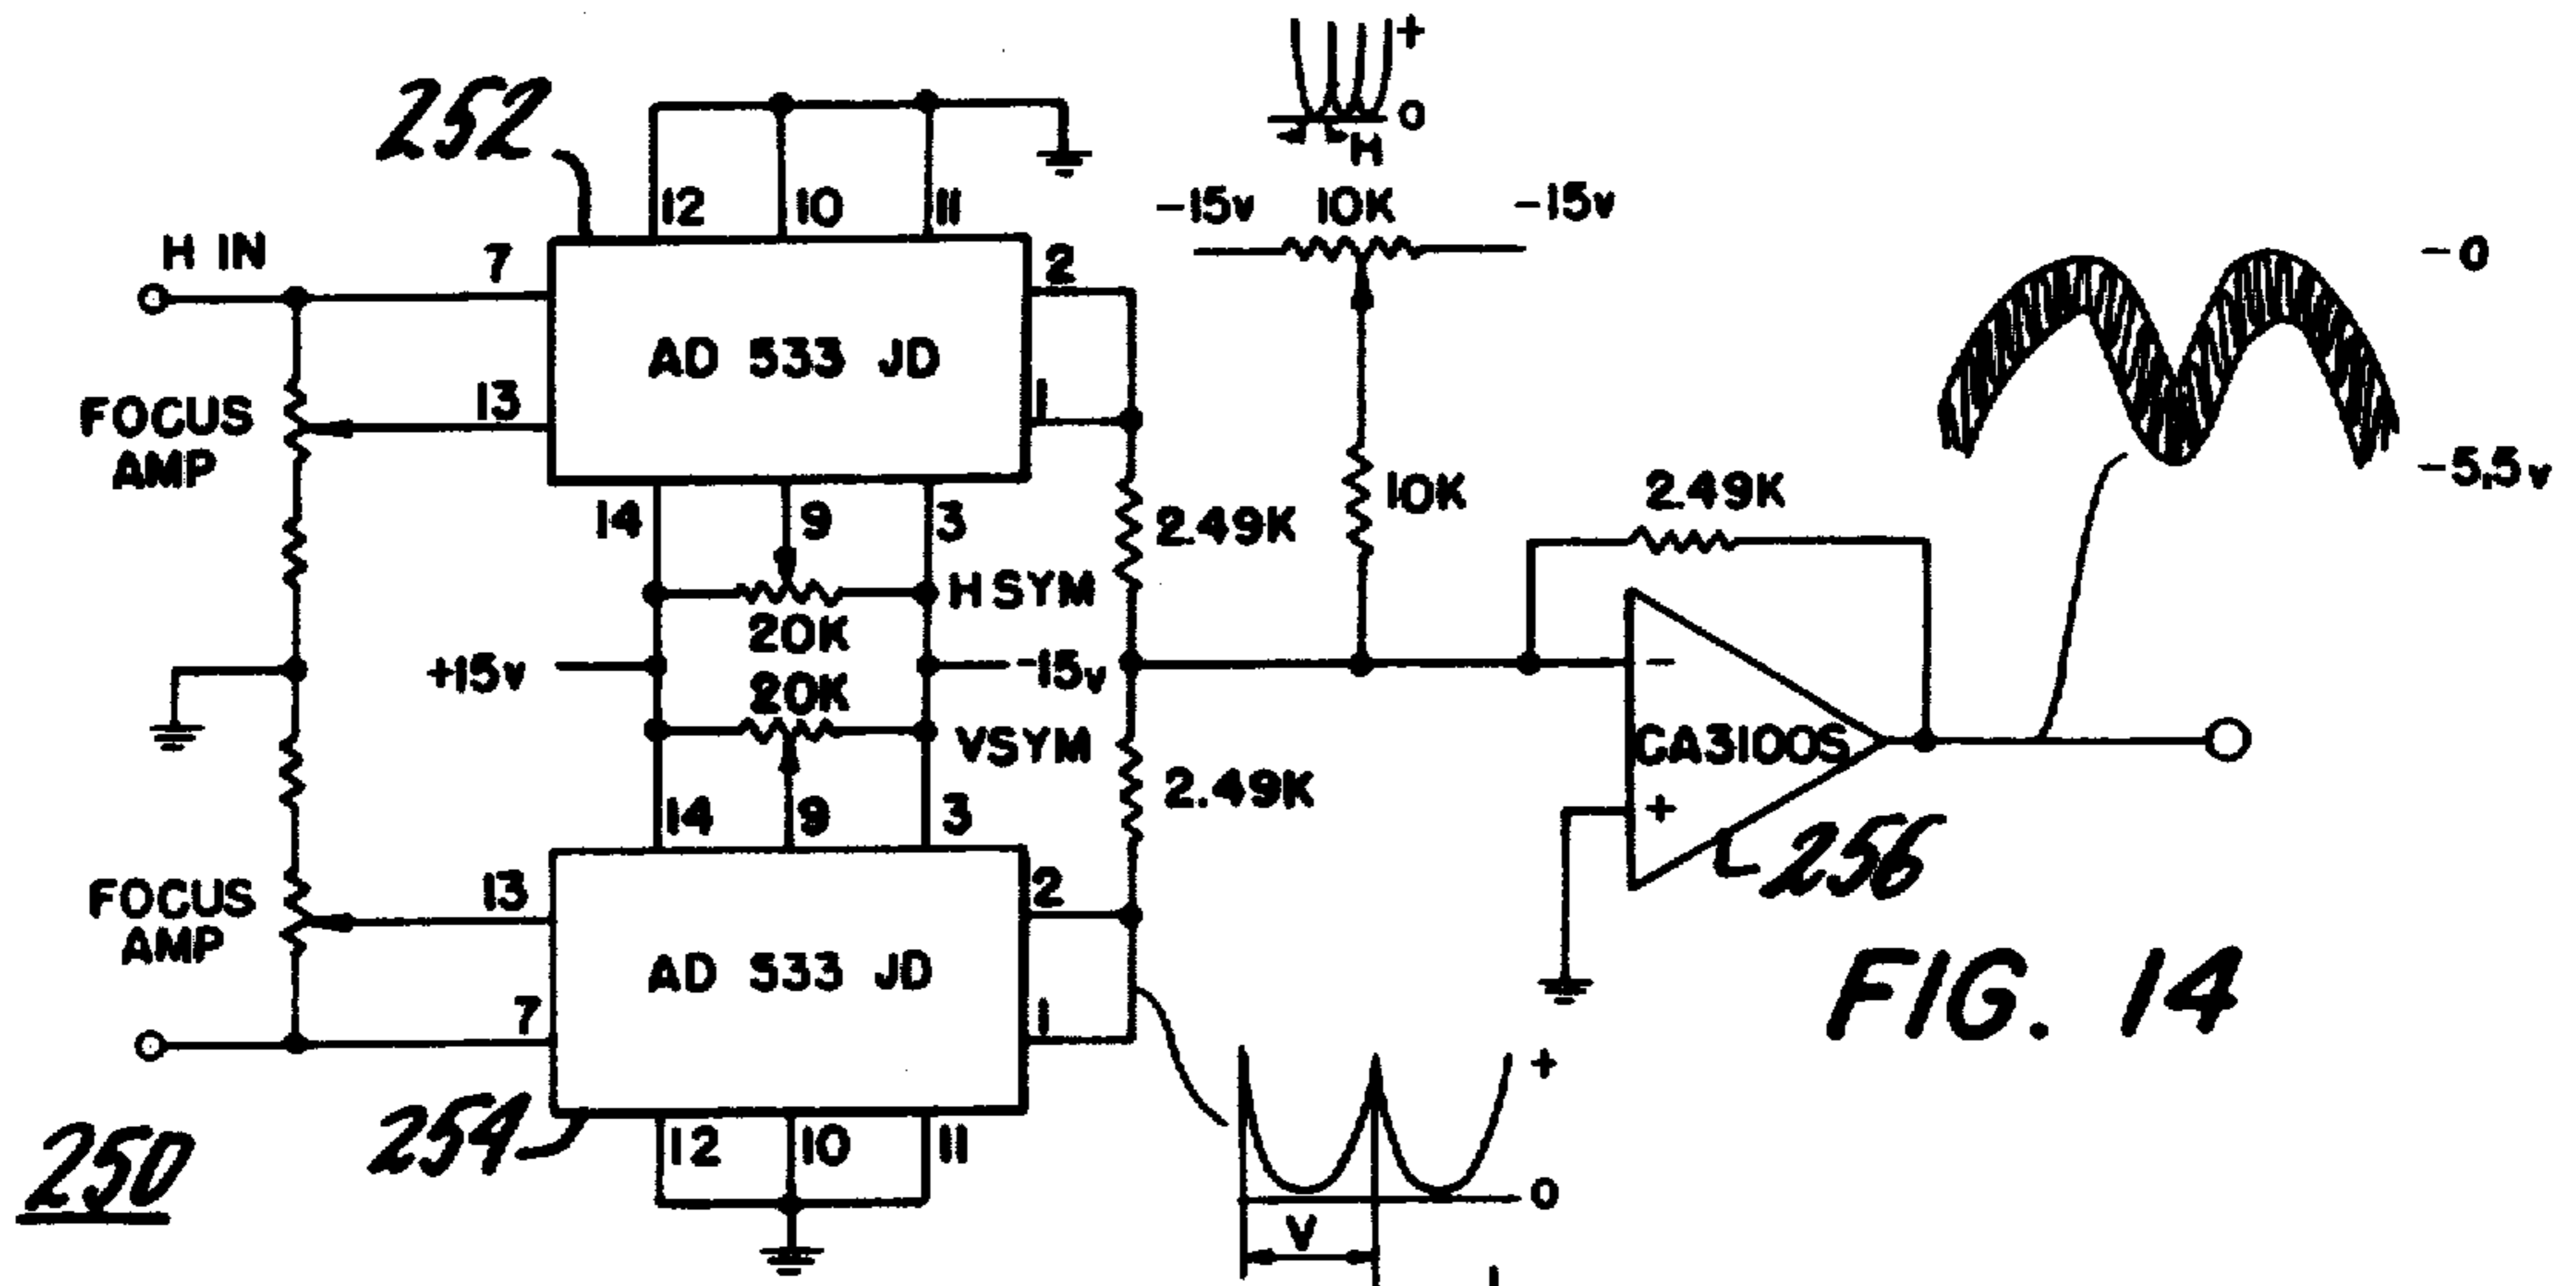 252
+
0
H
-15v 10K -15v
12 10 11
H IN
7
2
-0
AD 533 JD
FOCUS
AMP
13
1
-5,5v
14 9 3
2.49K
10K
2.49K
H SYM
20K
+15v
-15v
20K
VSYM
-
CA3100S
+
2.49K
14 9 3
256
FOCUS
AMP
13
2
AD 533 JD
7
1
FIG. 14
+
254
12 10 11
250
0
V